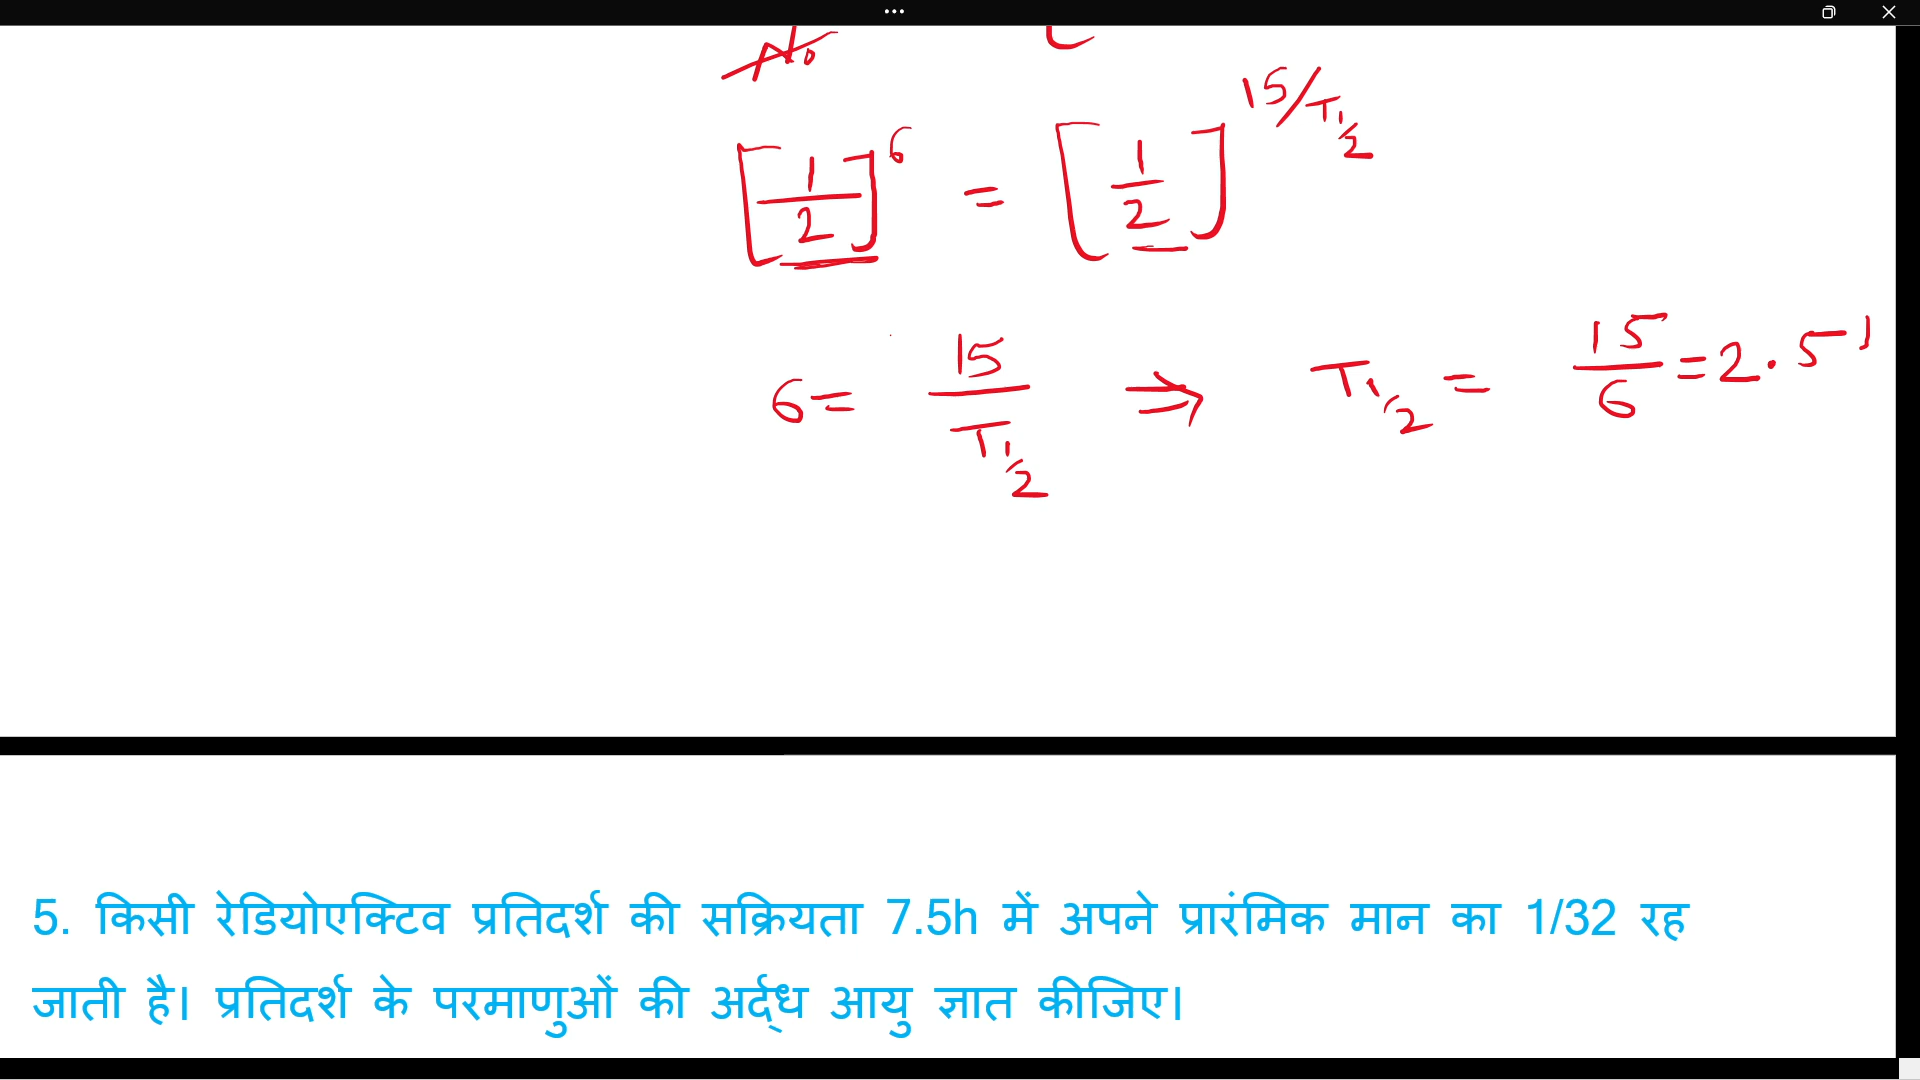 N₀
[1/2]^6 = [1/2]^(15/T1/2)
6 = 15/T1/2 ⇒ T1/2 = 15/6 = 2.5
5. किसी रेडियोएक्टिव प्रतिदर्श की सक्रियता 7.5h में अपने प्रारंमिक मान का 1/32 रह
जाती है। प्रतिदर्श के परमाणुओं की अर्द्ध आयु ज्ञात कीजिए।